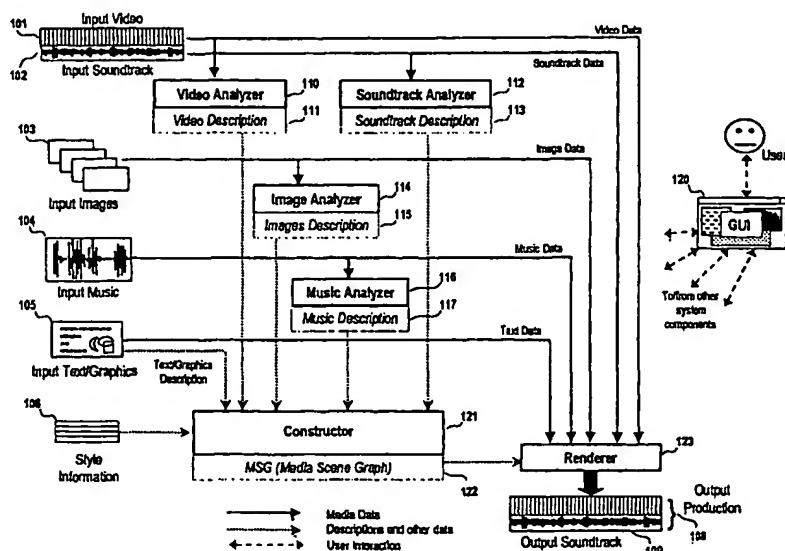 Input Video
101
Video Data
102
Input Soundtrack
Soundtrack Data
Video Analyzer
110
Video Description
111
Soundtrack Analyzer
112
Soundtrack Description
113
103
Image Data
User
Input Images
Image Analyzer
114
Images Description
115
120
GUI
104
Music Data
Input Music
Music Analyzer
116
Music Description
117
To/from other
system
components
105
Text Data
Input Text/Graphics
Text/Graphics
Description
106
Style
Information
Constructor
121
MSG (Media Scene Graph)
122
Renderer
123
Media Data
Descriptions and other data
User Interaction
Output
Production
108
Output Soundtrack
109